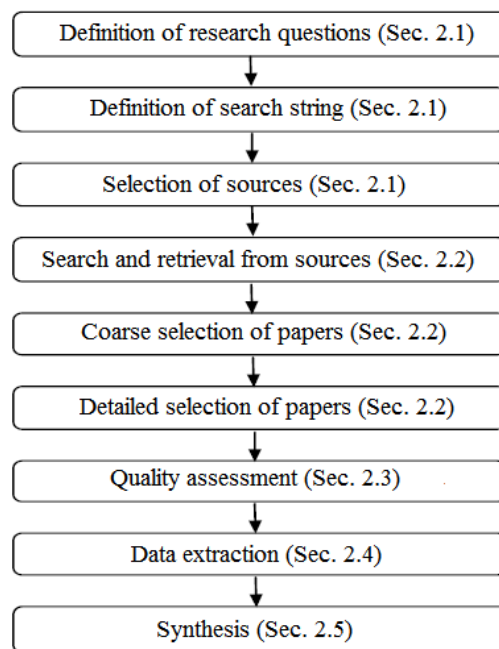 Definition of research questions (Sec. 2.1)
Definition of search string (Sec. 2.1)
Selection of sources (Sec. 2.1)
Search and retrieval from sources (Sec. 2.2)
Coarse selection of papers (Sec. 2.2)
Detailed selection of papers (Sec. 2.2)
Quality assessment (Sec. 2.3)
Data extraction (Sec. 2.4)
Synthesis (Sec. 2.5)